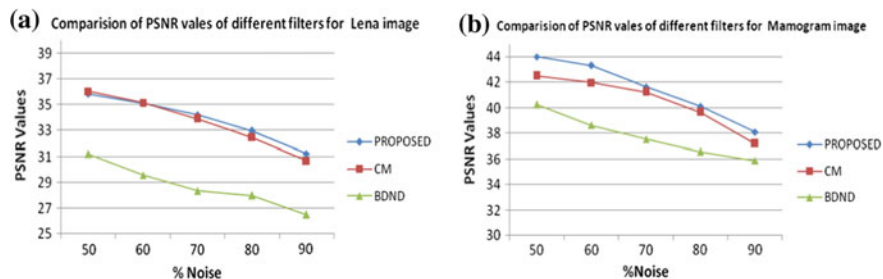 (a) Comparision of PSNR vales of different filters for Lena image
39
37
35
33
31
29
27
25
PSNR Values
50 60 70 80 90
% Noise
PROPOSED
CM
BDND
(b) Comparision of PSNR vales of different filters for Mamogram image
44
42
40
38
36
34
32
30
PSNR Values
50 60 70 80 90
%Noise
PROPOSED
CM
BDND